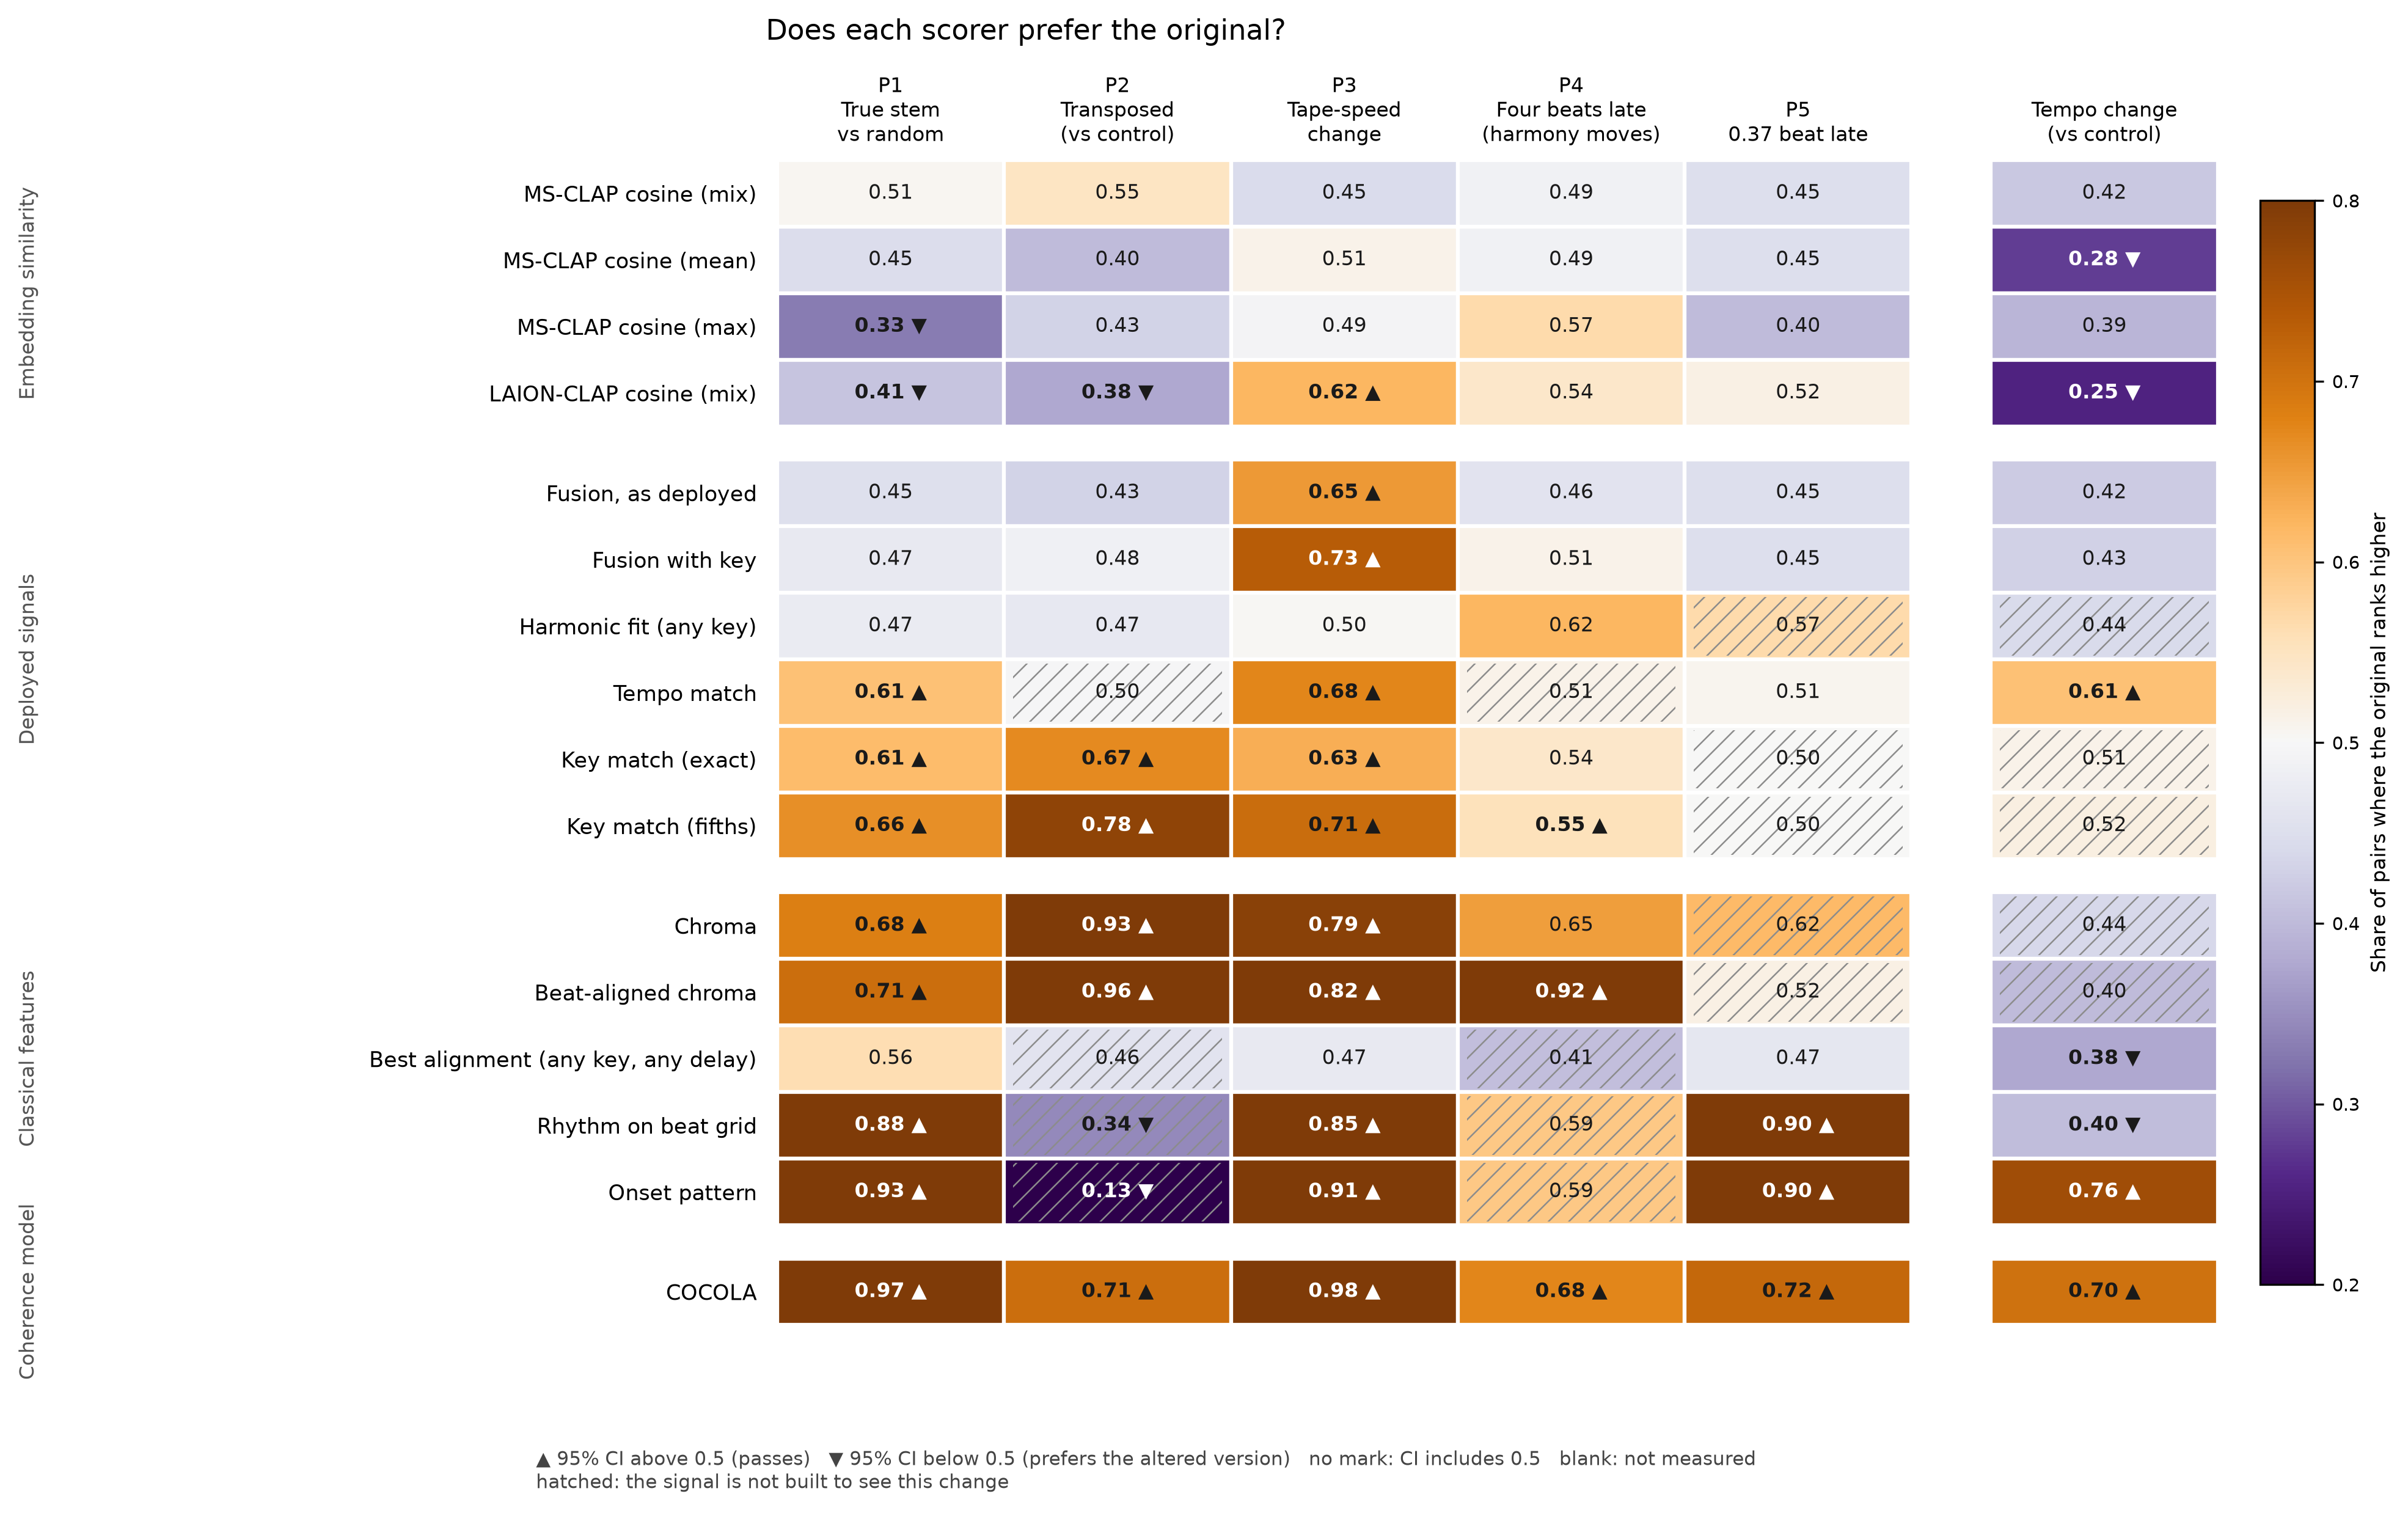 Does each scorer prefer the original?
P1
True stem
vs random
P2
Transposed
(vs control)
P3
Tape-speed
change
P4
Four beats late
(harmony moves)
P5
0.37 beat late
Tempo change
(vs control)
Embedding similarity
MS-CLAP cosine (mix) 0.51 0.55 0.45 0.49 0.45 0.42
MS-CLAP cosine (mean) 0.45 0.40 0.51 0.49 0.45 0.28 ▼
MS-CLAP cosine (max) 0.33 ▼ 0.43 0.49 0.57 0.40 0.39
LAION-CLAP cosine (mix) 0.41 ▼ 0.38 ▼ 0.62 ▲ 0.54 0.52 0.25 ▼
Deployed signals
Fusion, as deployed 0.45 0.43 0.65 ▲ 0.46 0.45 0.42
Fusion with key 0.47 0.48 0.73 ▲ 0.51 0.45 0.43
Harmonic fit (any key) 0.47 0.47 0.50 0.62 0.57 0.44
Tempo match 0.61 ▲ 0.50 0.68 ▲ 0.51 0.51 0.61 ▲
Key match (exact) 0.61 ▲ 0.67 ▲ 0.63 ▲ 0.54 0.50 0.51
Key match (fifths) 0.66 ▲ 0.78 ▲ 0.71 ▲ 0.55 ▲ 0.50 0.52
Classical features
Chroma 0.68 ▲ 0.93 ▲ 0.79 ▲ 0.65 0.62 0.44
Beat-aligned chroma 0.71 ▲ 0.96 ▲ 0.82 ▲ 0.92 ▲ 0.52 0.40
Best alignment (any key, any delay) 0.56 0.46 0.47 0.41 0.47 0.38 ▼
Rhythm on beat grid 0.88 ▲ 0.34 ▼ 0.85 ▲ 0.59 0.90 ▲ 0.40 ▼
Onset pattern 0.93 ▲ 0.13 ▼ 0.91 ▲ 0.59 0.90 ▲ 0.76 ▲
Coherence model
COCOLA 0.97 ▲ 0.71 ▲ 0.98 ▲ 0.68 ▲ 0.72 ▲ 0.70 ▲
0.8
0.7
0.6
0.5
0.4
0.3
0.2
Share of pairs where the original ranks higher
▲ 95% CI above 0.5 (passes) ▼ 95% CI below 0.5 (prefers the altered version) no mark: CI includes 0.5 blank: not measured
hatched: the signal is not built to see this change